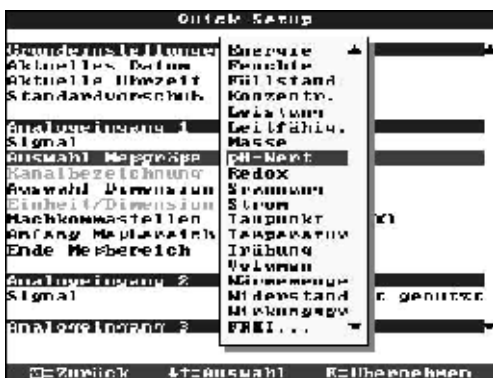 Quick Setup
Grundeinstellungen
Aktuelles Datum
Aktuelle Uhrzeit
Standardvorschub
Analogeingang 1
Signal
Auswahl Meßgröße
Kanalbezeichnung
Auswahl Dimension
Einheit/Dimension
Nachkommastellen
Anfang Meßbereich
Ende Meßbereich
Analogeingang 2
Signal
genutzt
Analogeingang 3
Energie
Feuchte
Füllstand
Konzentr.
Leistung
Leitfähig.
Masse
pH-Wert
Redox
Spannung
Strom
Taupunkt
Temperatur
Trübung
Volumen
Wärmemenge
Widerstand
Wirkungsgr
FREI...
=Zurück ↓↑=Auswahl E=Übernehmen